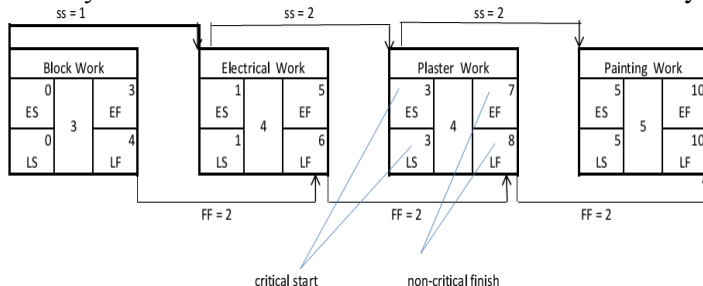 ss = 1
ss = 2
ss = 2
Block Work
0
3
ES
EF
3
0
4
LS
LF
Electrical Work
1
5
ES
EF
4
1
6
LS
LF
Plaster Work
3
7
ES
EF
4
3
8
LS
LF
Painting Work
5
10
ES
EF
5
5
10
LS
LF
FF = 2
FF = 2
FF = 2
critical start
non-critical finish